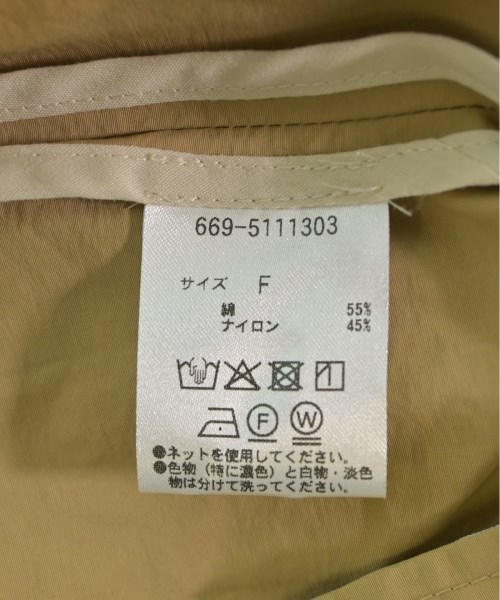 669-5111303
サイズ F
綿 55%
ナイロン 45%
F W
●ネットを使用してください。
●色物（特に濃色）と白物・淡色
物は分けて洗ってください。